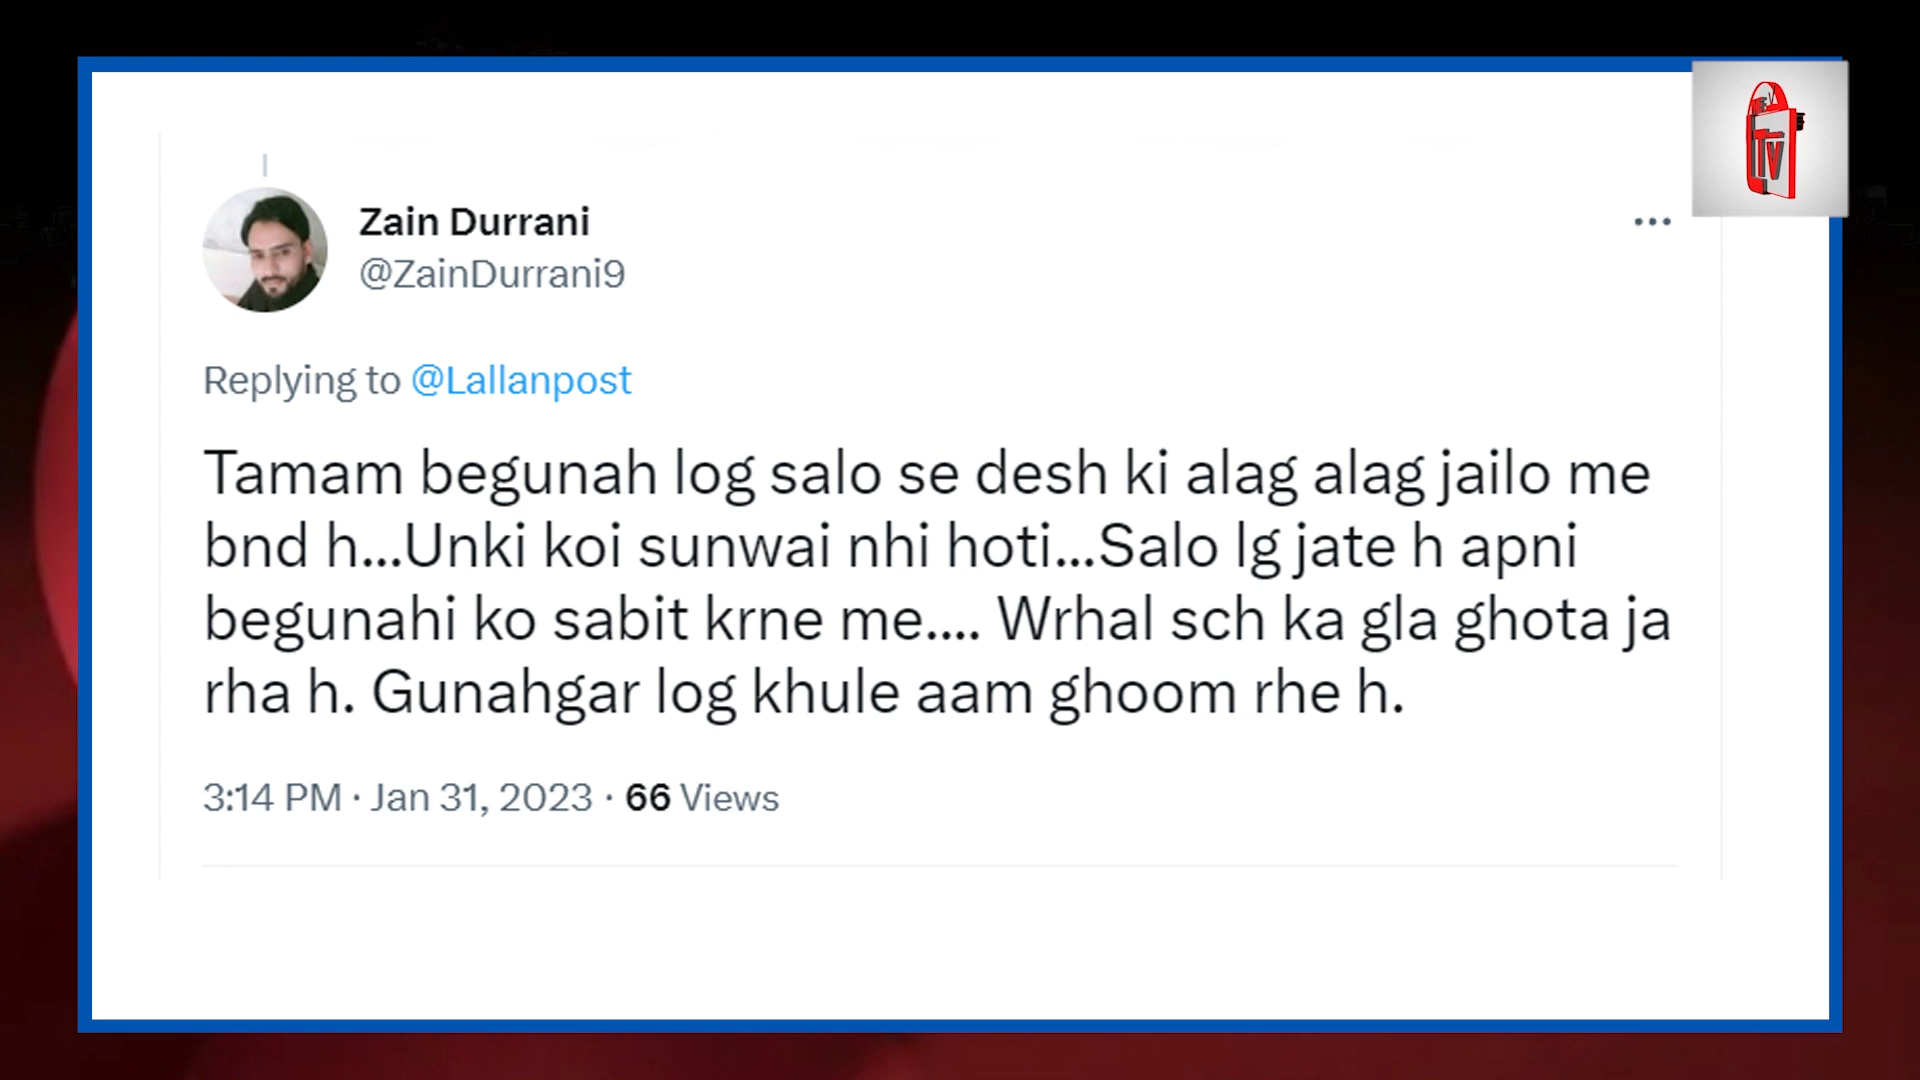 TV
Zain Durrani
@ZainDurrani9
Replying to @Lallanpost
Tamam begunah log salo se desh ki alag alag jailo me
bnd h...Unki koi sunwai nhi hoti...Salo lg jate h apni
begunahi ko sabit krne me.... Wrhal sch ka gla ghota ja
rha h. Gunahgar log khule aam ghoom rhe h.
3:14 PM · Jan 31, 2023 · 66 Views